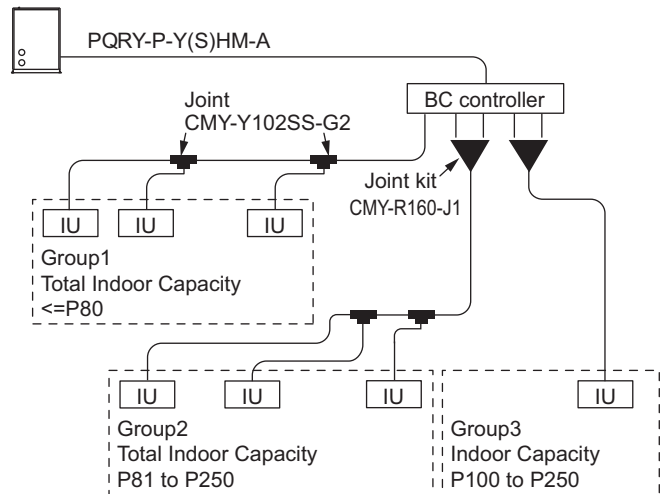 PQRY-P-Y(S)HM-A
BC controller
Joint
CMY-Y102SS-G2
Joint kit
CMY-R160-J1
IU
IU
IU
Group1
Total Indoor Capacity
<=P80
IU
IU
IU
Group2
Total Indoor Capacity
P81 to P250
IU
Group3
Indoor Capacity
P100 to P250